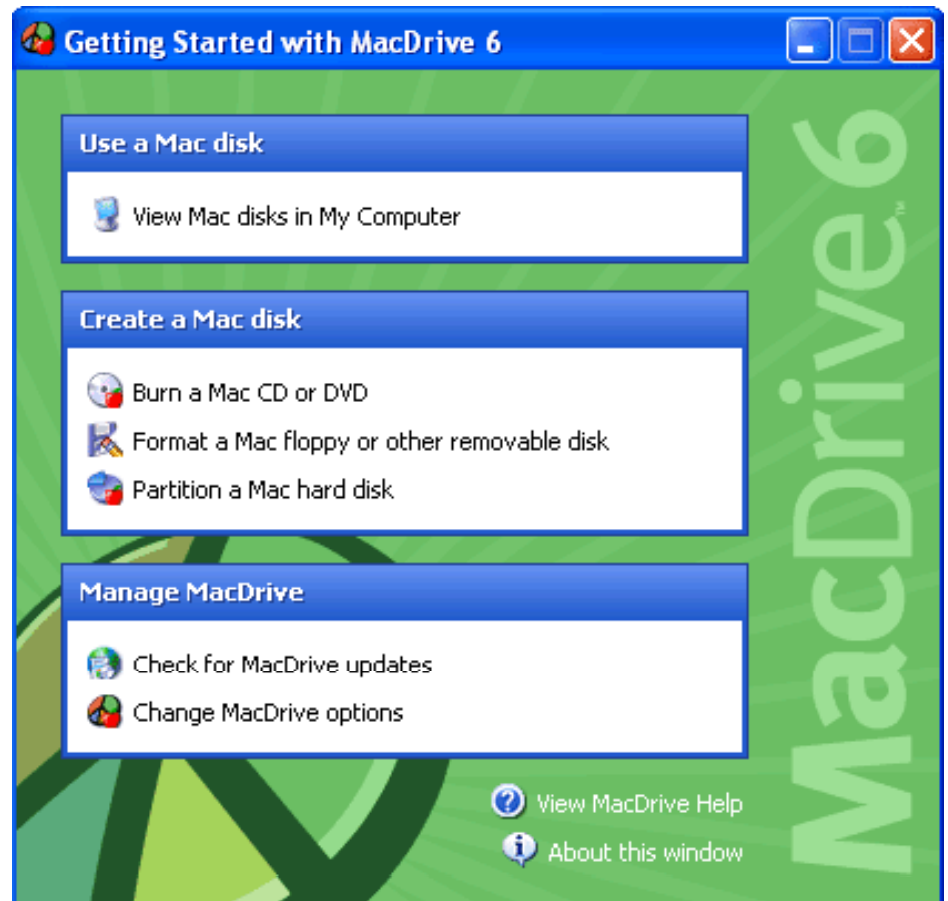 Getting Started with MacDrive 6
Use a Mac disk
View Mac disks in My Computer
Create a Mac disk
Burn a Mac CD or DVD
Format a Mac floppy or other removable disk
Partition a Mac hard disk
Manage MacDrive
Check for MacDrive updates
Change MacDrive options
View MacDrive Help
About this window
MacDrive™ 6